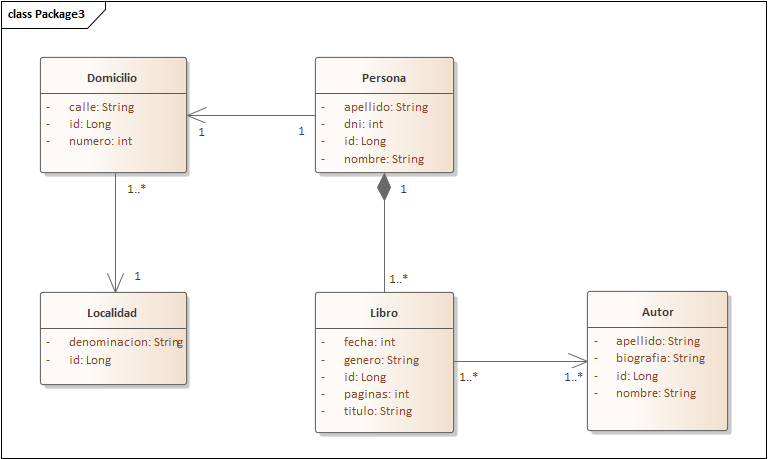 class Package3
Domicilio
- calle: String
- id: Long
- numero: int
Persona
- apellido: String
- dni: int
- id: Long
- nombre: String
1
1
1..*
1
1
1..*
Localidad
- denominacion: String
- id: Long
Libro
- fecha: int
- genero: String
- id: Long
- paginas: int
- titulo: String
1..*
1..*
Autor
- apellido: String
- biografia: String
- id: Long
- nombre: String